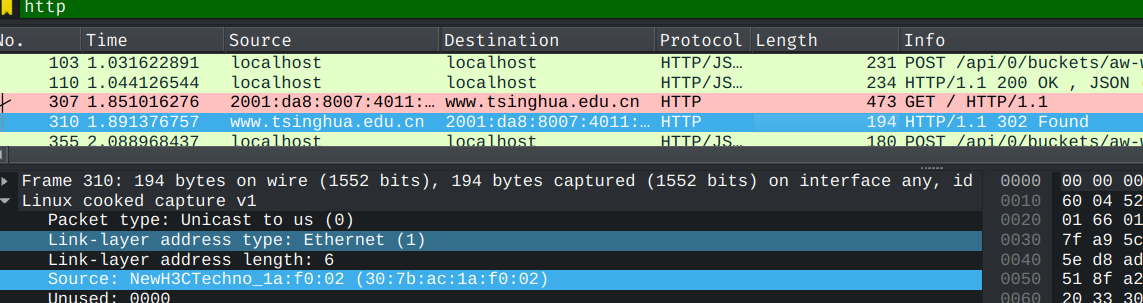 http
No. Time Source Destination Protocol Length Info
103 1.031622891 localhost localhost HTTP/JS… 231 POST /api/0/buckets/aw-w
110 1.044126544 localhost localhost HTTP/JS… 234 HTTP/1.1 200 OK , JSON (
307 1.851016276 2001:da8:8007:4011:… www.tsinghua.edu.cn HTTP 473 GET / HTTP/1.1
310 1.891376757 www.tsinghua.edu.cn 2001:da8:8007:4011:… HTTP 194 HTTP/1.1 302 Found
355 2.088968437 localhost localhost HTTP/JS… 180 POST /api/0/buckets/aw-w
Frame 310: 194 bytes on wire (1552 bits), 194 bytes captured (1552 bits) on interface any, id 0000 00 00 00
Linux cooked capture v1 0010 60 04 52
Packet type: Unicast to us (0) 0020 01 66 01
Link-layer address type: Ethernet (1) 0030 7f a9 5c
Link-layer address length: 6 0040 5e d8 ad
Source: NewH3CTechno_1a:f0:02 (30:7b:ac:1a:f0:02) 0050 51 8f a2
Unused: 0000 0060 20 33 30